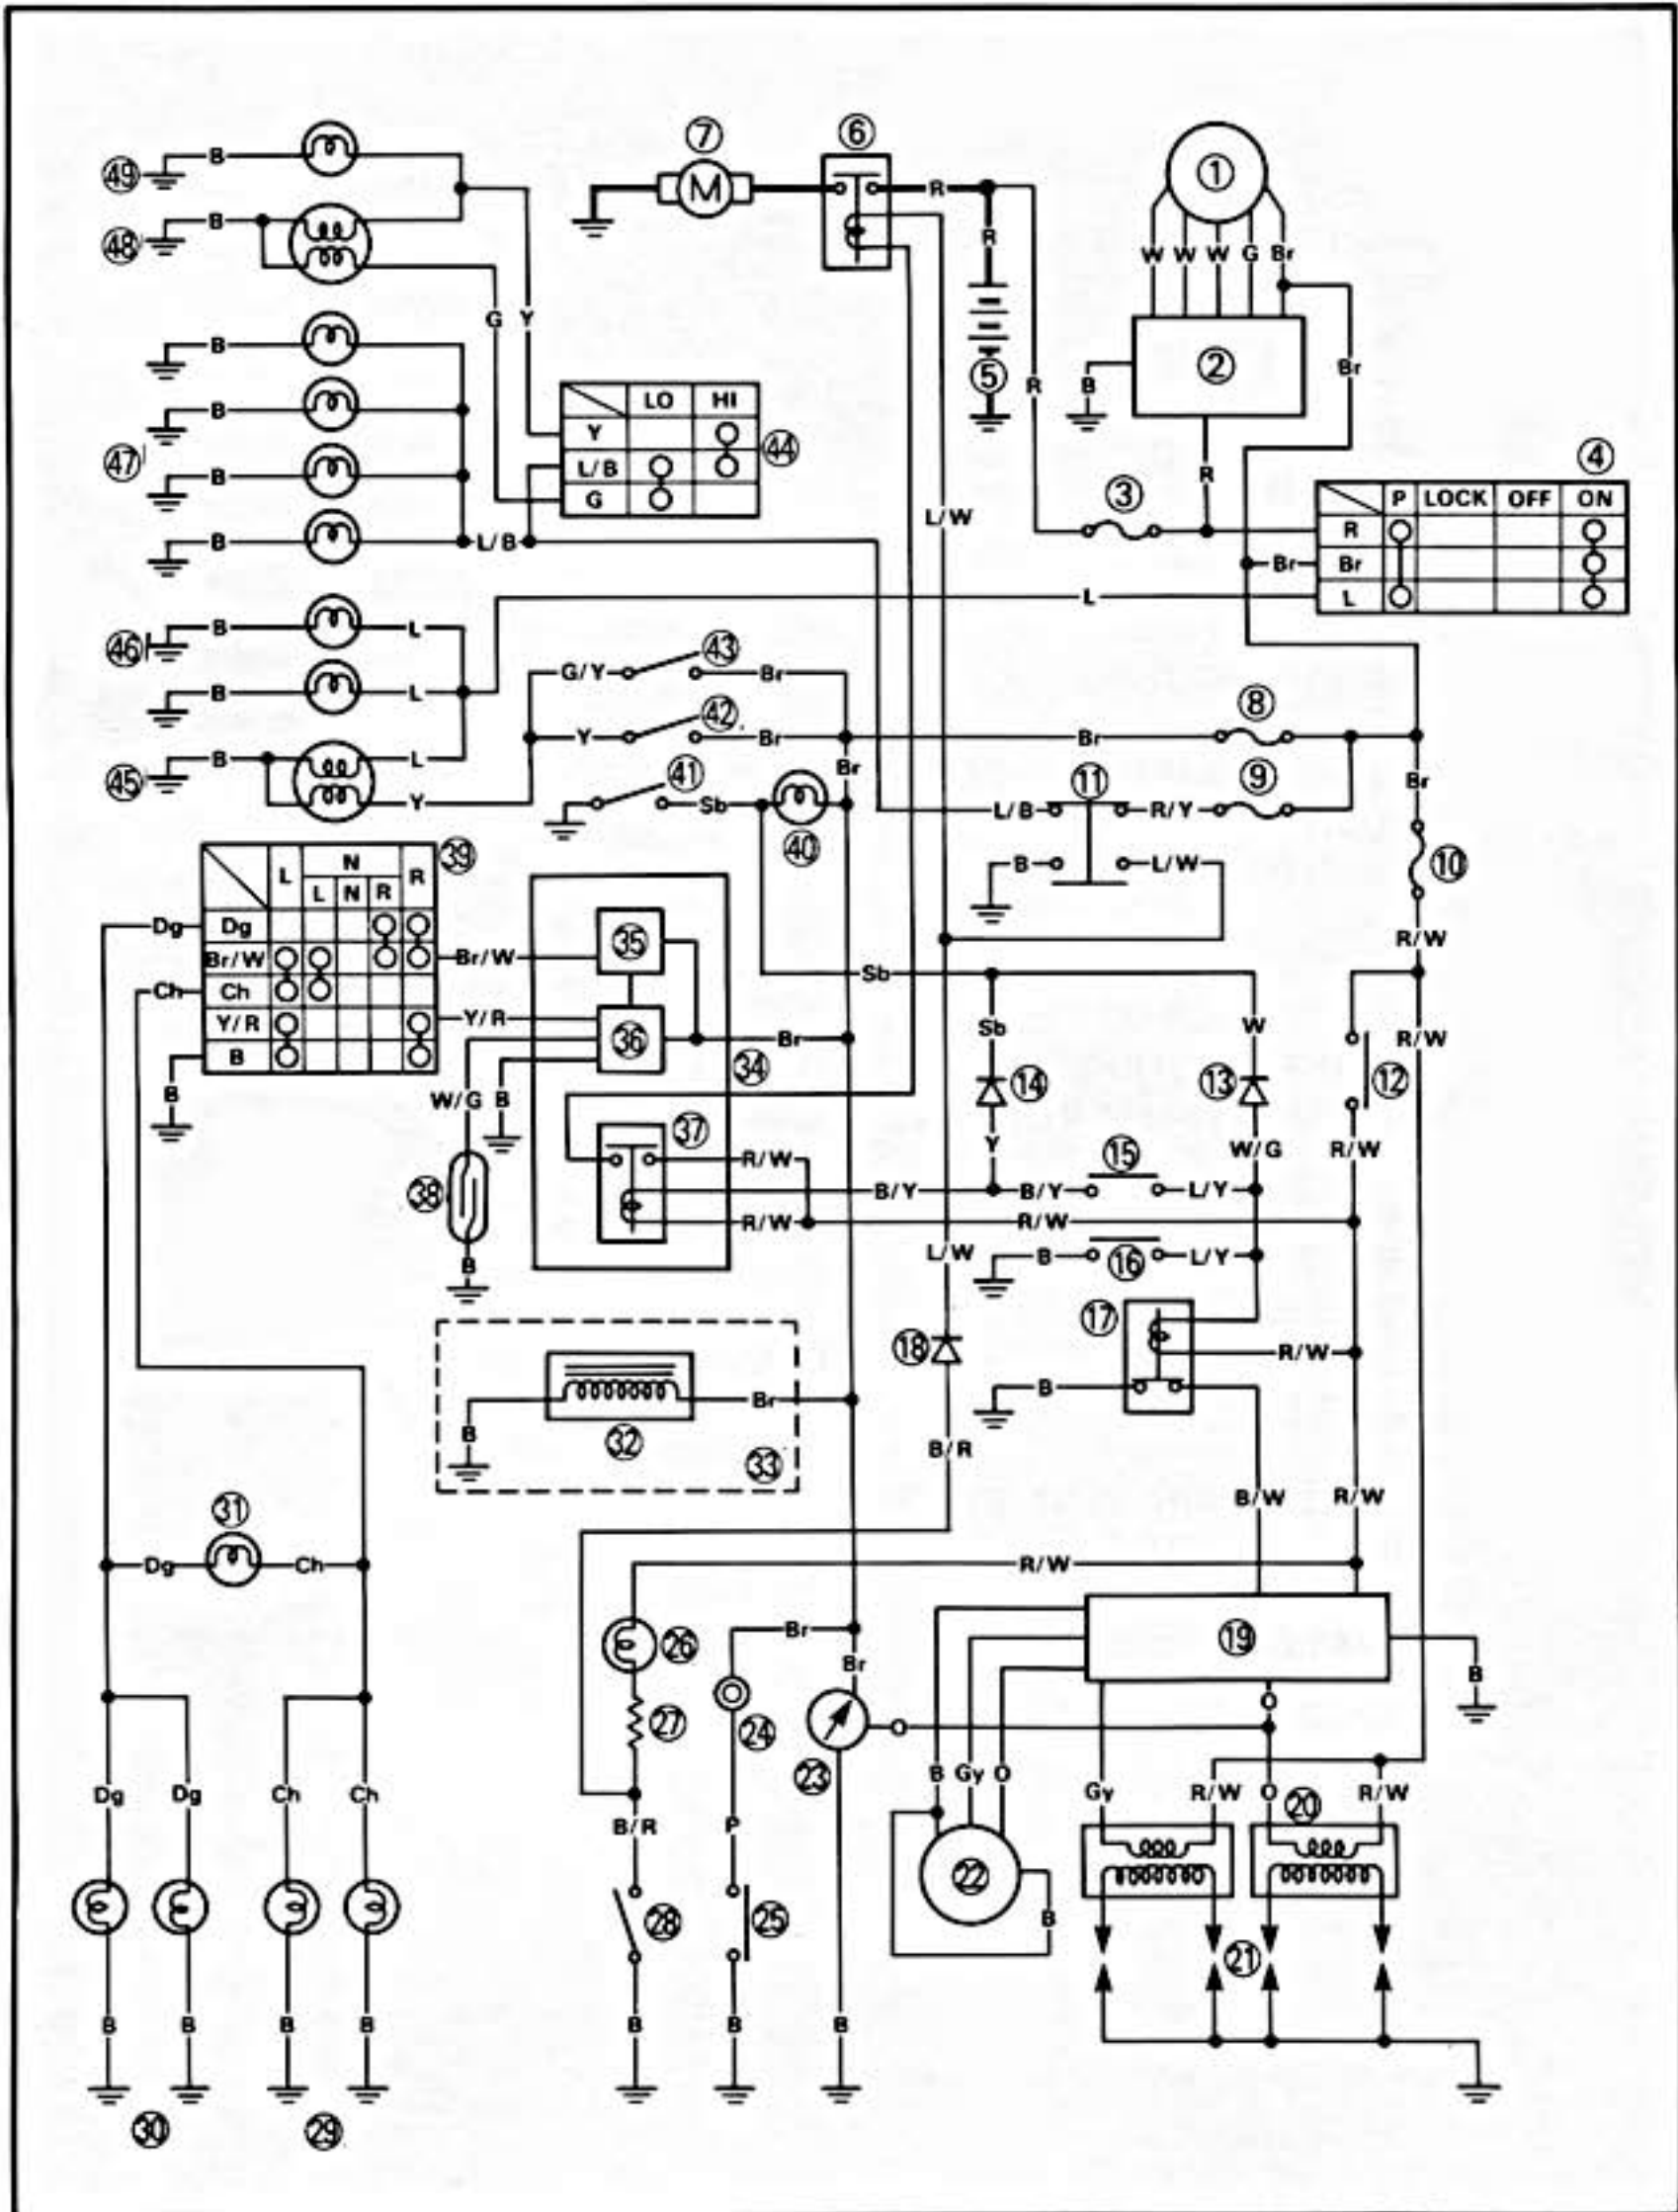 ⑦ ⑥ ①
㊾ B
㊽ B
M R
W W W G Br
R
G Y
B
②
Br
B
B
㊼
B
B
B
L/B
LO HI
Y
L/B
G
㊹
⑤ R
R
③
④
P LOCK OFF ON
R
Br
L
L/W
Br
L
㊻ B L
B L
㊺ B L
Y
G/Y ㊸ Br
Y ㊷ Br
Br
⑧
㊶ Sb
㊵
Br
L/B ⑪ R/Y ⑨
B L/W
Br
⑩
R/W
㊴
L N R
L N R
Dg Dg
Br/W Br/W
Ch Ch
Y/R Y/R
B
B
㉟
㊱ Br
㉞
W/G B
㊲
R/W
R/W
㊳
B
Sb
Sb W R/W
⑭ ⑬ ⑫
Y W/G R/W
B/Y B/Y ⑮ L/Y
R/W
L/W B ⑯ L/Y
⑰
R/W
⑱
B
B/R
B/W R/W
Br
B
㉜ ㉝
㉛
Dg Ch
R/W
㉖
㉗
Br
Br
㉔
㉓
O
⑲
B
O
B Gy O
Gy R/W O ⑳ R/W
Dg Dg Ch Ch
B/R P
㉒
B
㉘ ㉕
㉑
B B B B B B B
㉚ ㉙